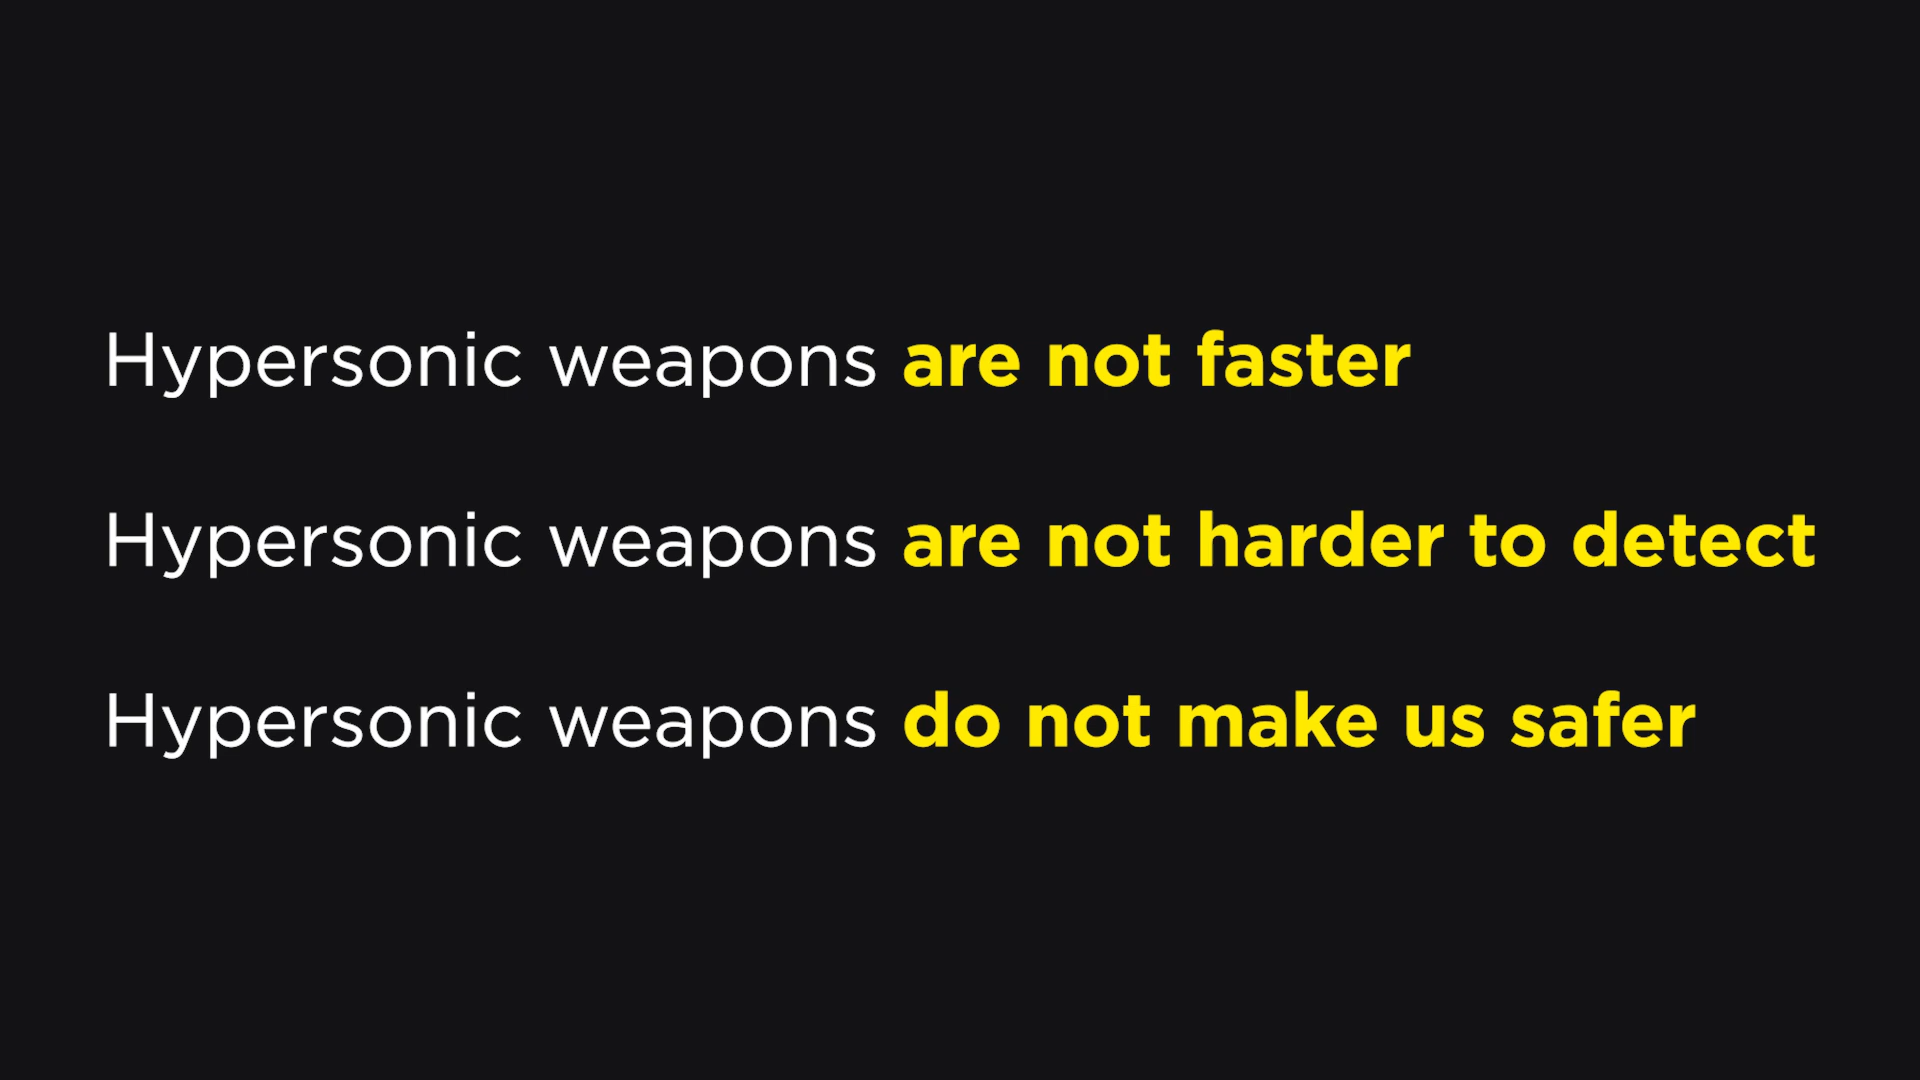 Hypersonic weapons are not faster
Hypersonic weapons are not harder to detect
Hypersonic weapons do not make us safer